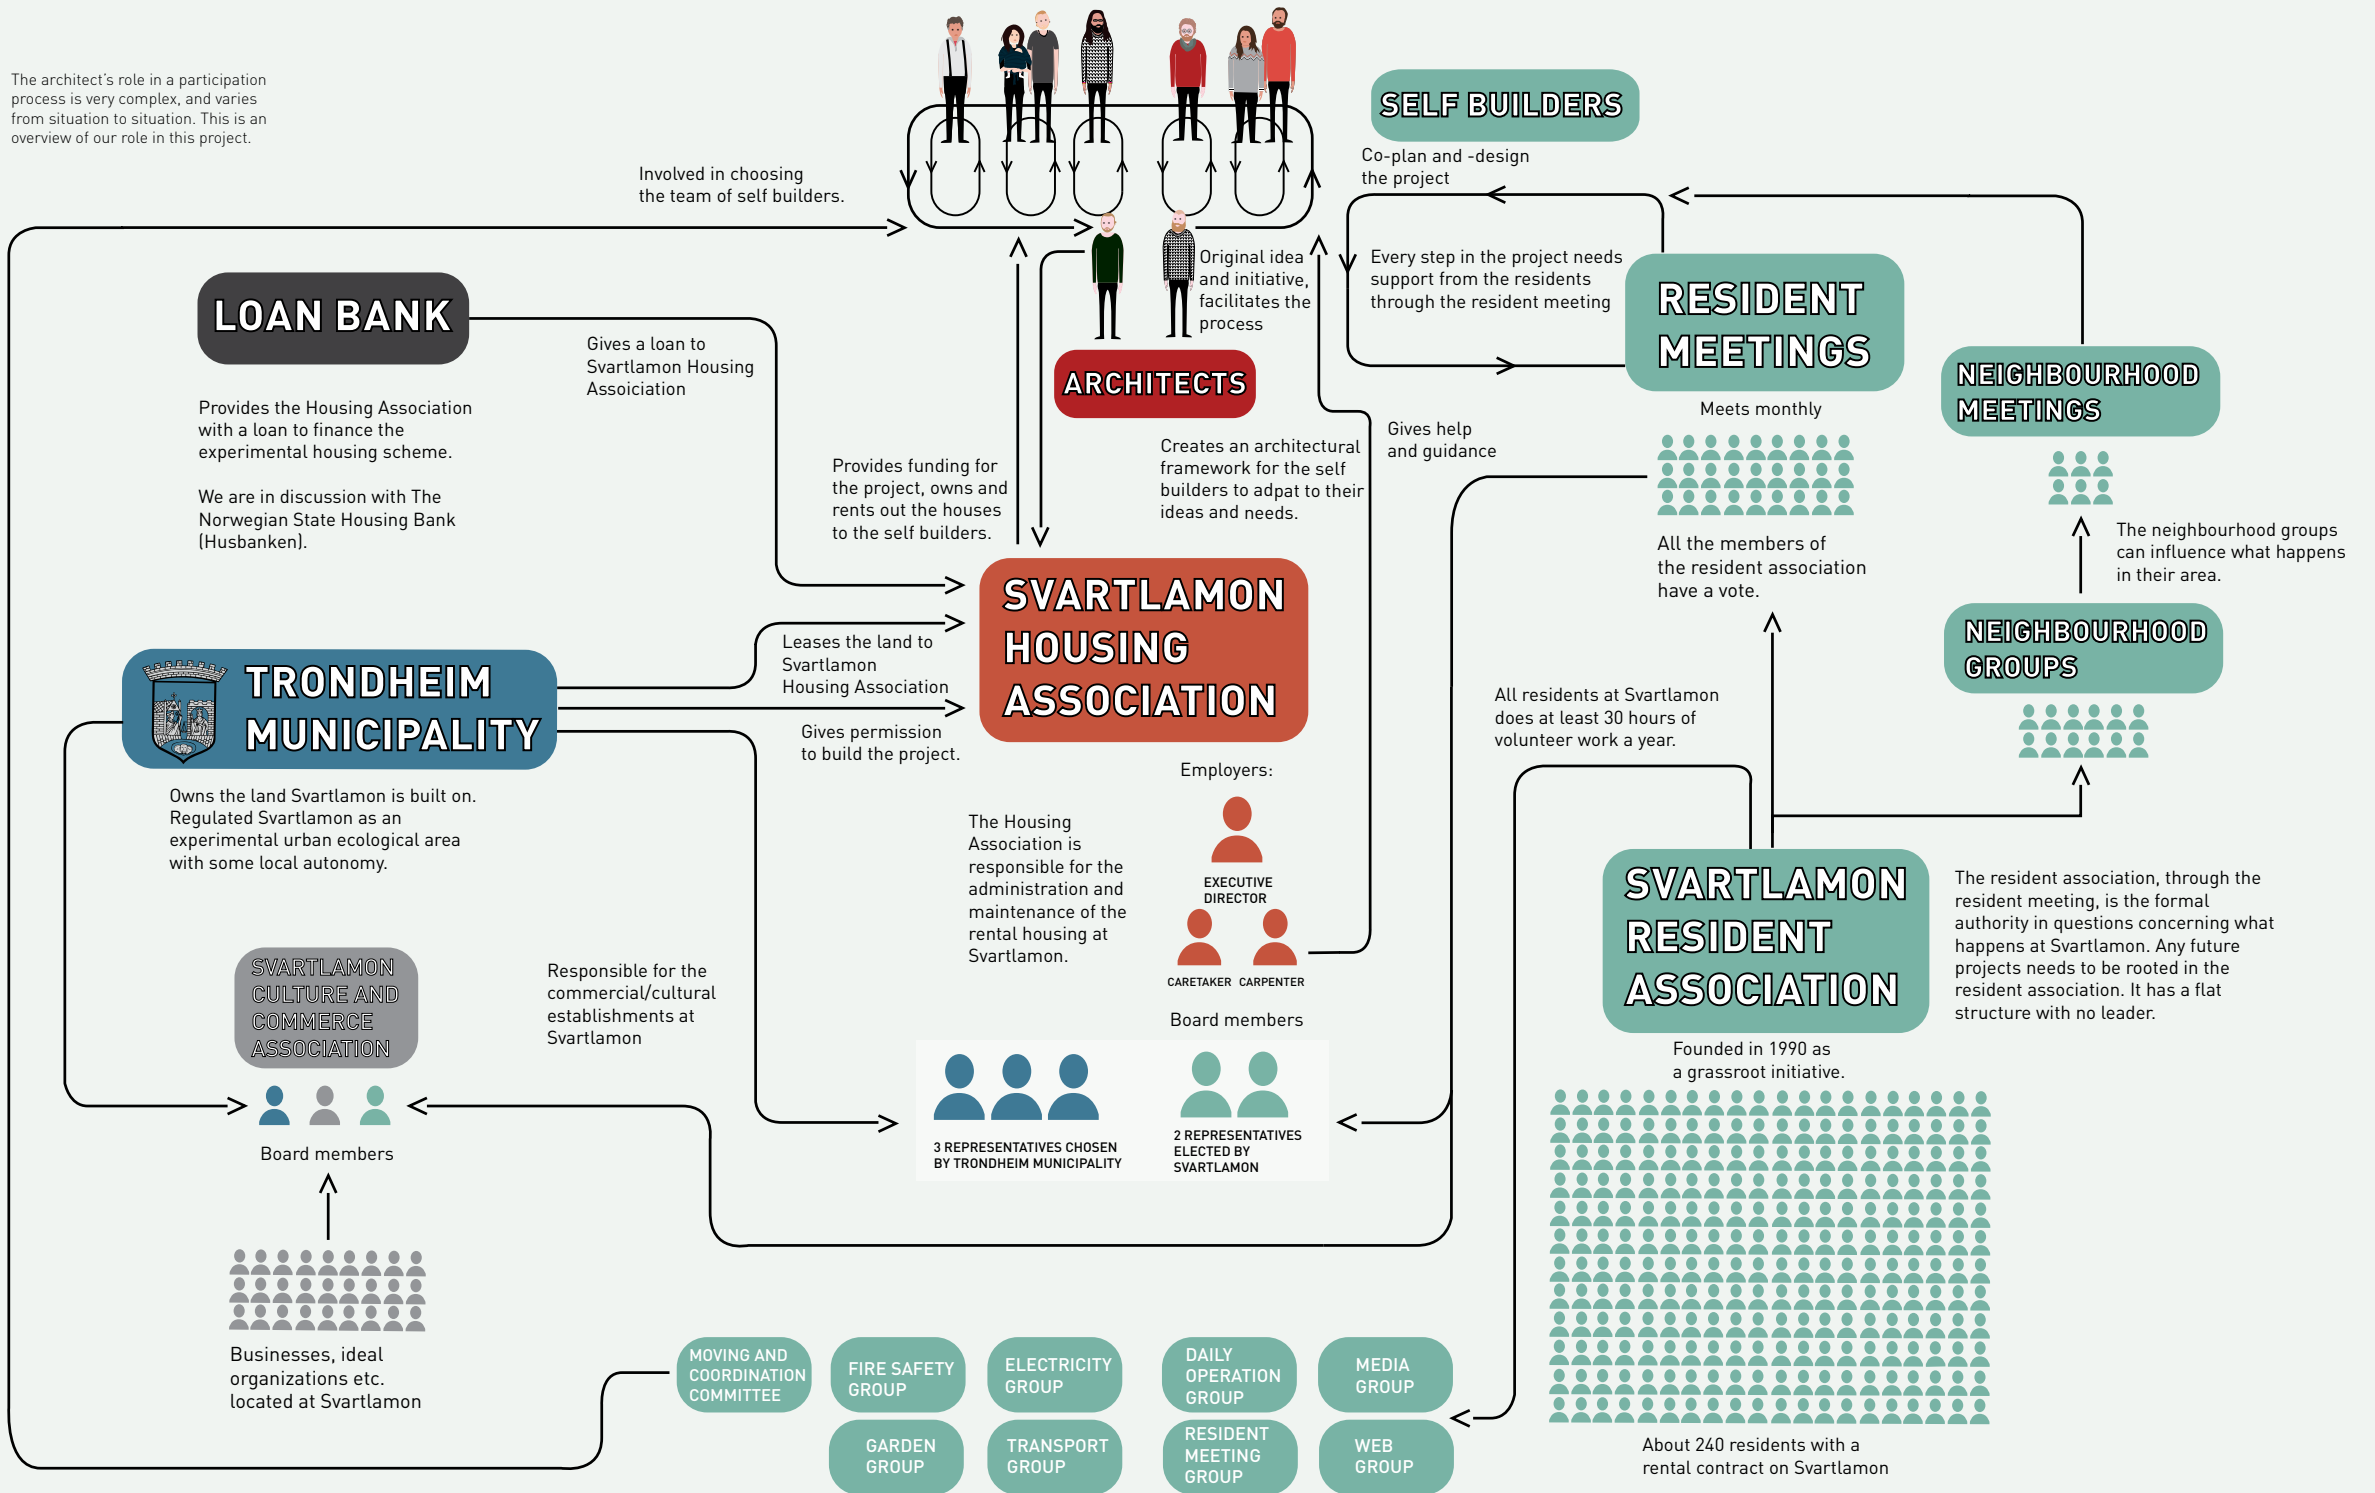 The architect's role in a participation
process is very complex, and varies
from situation to situation. This is an
overview of our role in this project.
Involved in choosing
the team of self builders.
SELF BUILDERS
Co-plan and -design
the project
Original idea
and initiative,
facilitates the
process
Every step in the project needs
support from the residents
through the resident meeting
RESIDENT
MEETINGS
Meets monthly
All the members of
the resident association
have a vote.
NEIGHBOURHOOD
MEETINGS
The neighbourhood groups
can influence what happens
in their area.
NEIGHBOURHOOD
GROUPS
LOAN BANK
Gives a loan to
Svartlamon Housing
Assoiciation
Provides the Housing Association
with a loan to finance the
experimental housing scheme.
We are in discussion with The
Norwegian State Housing Bank
(Husbanken).
ARCHITECTS
Creates an architectural
framework for the self
builders to adpat to their
ideas and needs.
Gives help
and guidance
Provides funding for
the project, owns and
rents out the houses
to the self builders.
SVARTLAMON
HOUSING
ASSOCIATION
TRONDHEIM
MUNICIPALITY
Leases the land to
Svartlamon
Housing Association
Gives permission
to build the project.
Owns the land Svartlamon is built on.
Regulated Svartlamon as an
experimental urban ecological area
with some local autonomy.
Employers:
EXECUTIVE
DIRECTOR
CARETAKER CARPENTER
The Housing
Association is
responsible for the
administration and
maintenance of the
rental housing at
Svartlamon.
Board members
3 REPRESENTATIVES CHOSEN
BY TRONDHEIM MUNICIPALITY
2 REPRESENTATIVES
ELECTED BY
SVARTLAMON
All residents at Svartlamon
does at least 30 hours of
volunteer work a year.
SVARTLAMON
RESIDENT
ASSOCIATION
The resident association, through the
resident meeting, is the formal
authority in questions concerning what
happens at Svartlamon. Any future
projects needs to be rooted in the
resident association. It has a flat
structure with no leader.
Founded in 1990 as
a grassroot initiative.
About 240 residents with a
rental contract on Svartlamon
SVARTLAMON
CULTURE AND
COMMERCE
ASSOCIATION
Responsible for the
commercial/cultural
establishments at
Svartlamon
Board members
Businesses, ideal
organizations etc.
located at Svartlamon
MOVING AND
COORDINATION
COMMITTEE
FIRE SAFETY
GROUP
ELECTRICITY
GROUP
DAILY
OPERATION
GROUP
MEDIA
GROUP
GARDEN
GROUP
TRANSPORT
GROUP
RESIDENT
MEETING
GROUP
WEB
GROUP